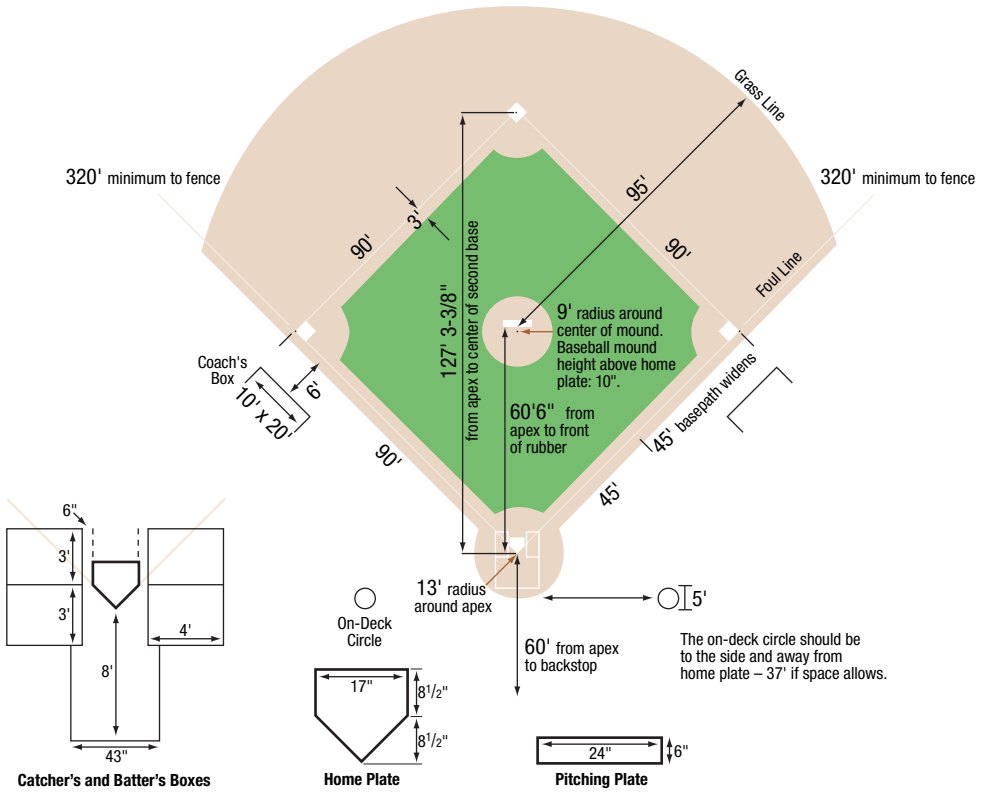 Grass Line
320' minimum to fence
320' minimum to fence
95'
3'
90'
90'
Foul Line
127' 3-3/8"
from apex to center of second base
9' radius around
center of mound.
Baseball mound
height above home
plate: 10".
Coach's
Box
10' x 20'
6'
60'6" from
apex to front
of rubber
45' basepath widens
90'
45'
6"
3'
3'
4'
8'
43"
Catcher's and Batter's Boxes
13' radius
around apex
On-Deck
Circle
5'
60' from apex
to backstop
The on-deck circle should be
to the side and away from
home plate – 37' if space allows.
17"
8 1/2"
8 1/2"
Home Plate
24"
6"
Pitching Plate